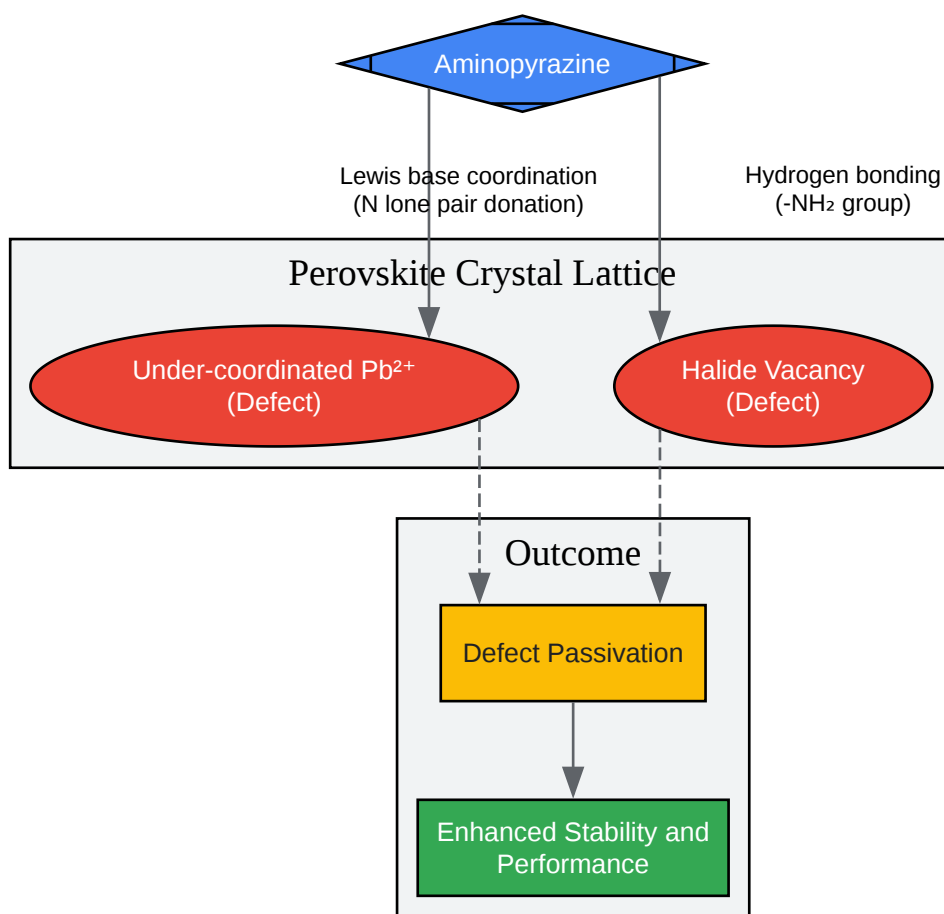 Aminopyrazine
Lewis base coordination
(N lone pair donation)
Hydrogen bonding
(-NH₂ group)
Perovskite Crystal Lattice
Under-coordinated Pb²⁺
(Defect)
Halide Vacancy
(Defect)
Outcome
Defect Passivation
Enhanced Stability and
Performance